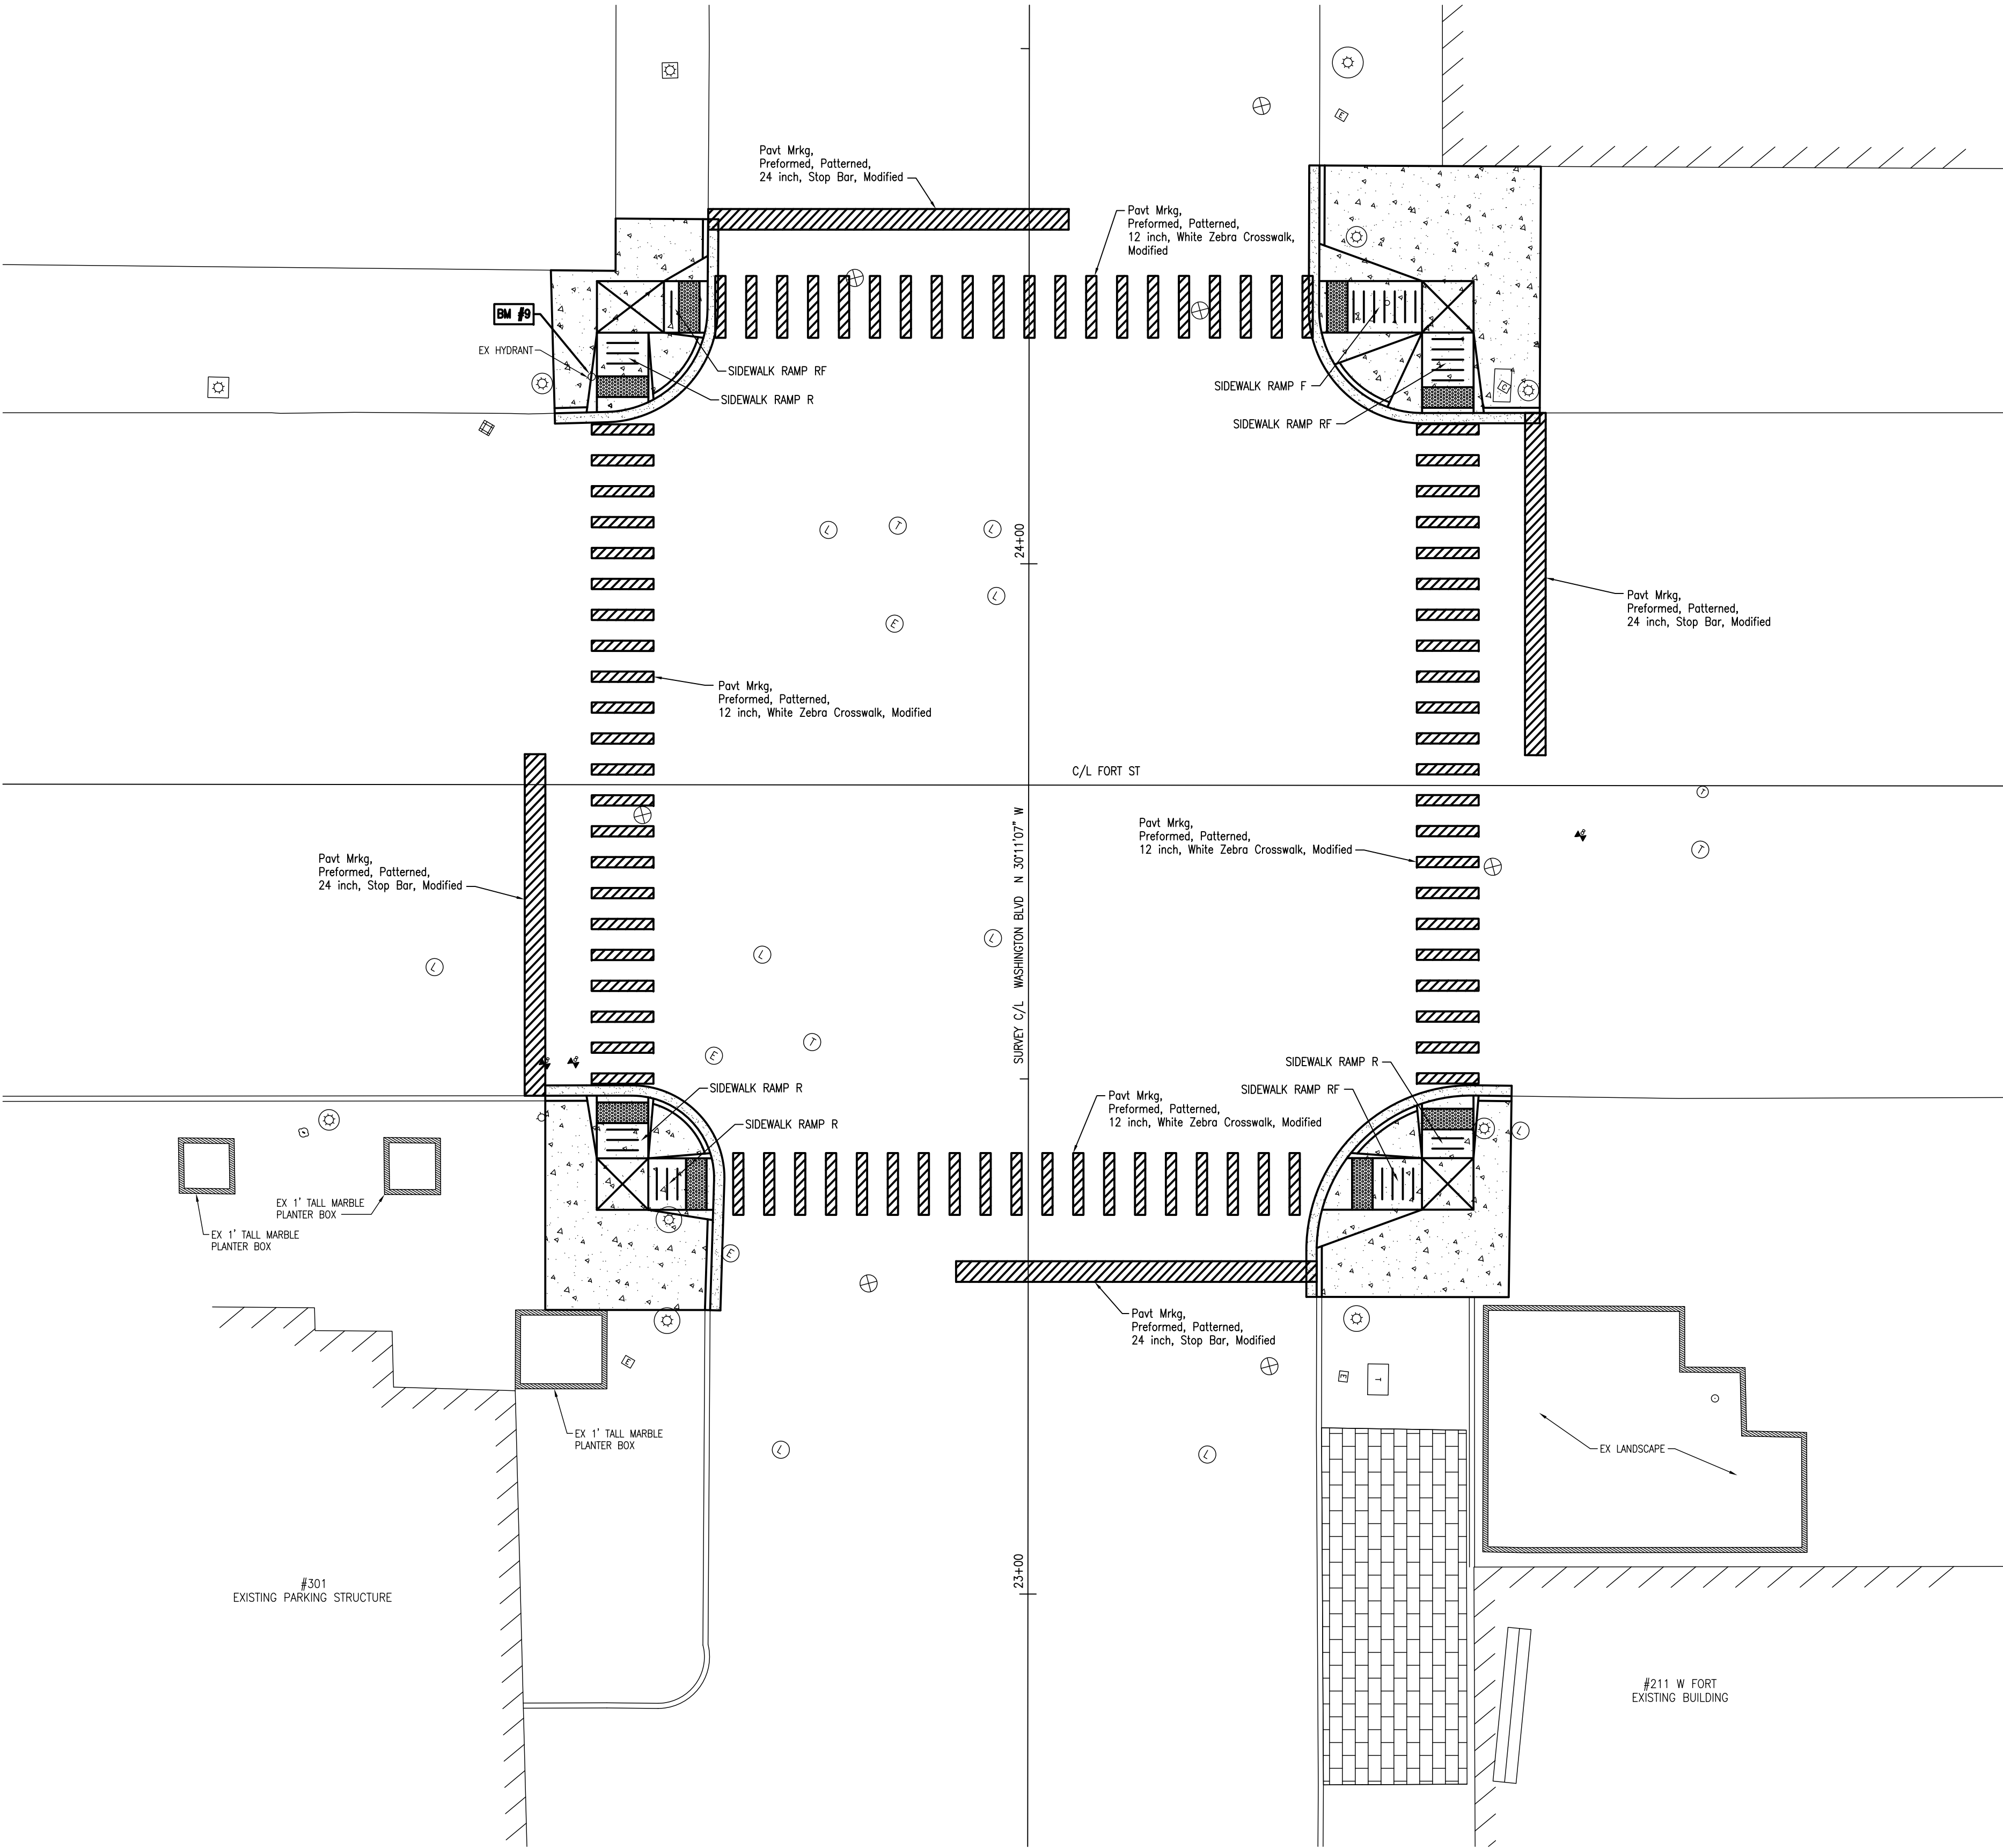 Pavt Mrkg,
Preformed, Patterned,
24 inch, Stop Bar, Modified
Pavt Mrkg,
Preformed, Patterned,
12 inch, White Zebra Crosswalk,
Modified
E
BM #9
EX HYDRANT
SIDEWALK RAMP RF
SIDEWALK RAMP R
SIDEWALK RAMP F
SIDEWALK RAMP RF
C
L
T
L
24+00
L
E
Pavt Mrkg,
Preformed, Patterned,
24 inch, Stop Bar, Modified
Pavt Mrkg,
Preformed, Patterned,
12 inch, White Zebra Crosswalk, Modified
C/L FORT ST
T
T
SURVEY C/L WASHINGTON BLVD N 30°11'07" W
Pavt Mrkg,
Preformed, Patterned,
12 inch, White Zebra Crosswalk, Modified
Pavt Mrkg,
Preformed, Patterned,
24 inch, Stop Bar, Modified
L
L
L
T
E
SIDEWALK RAMP R
SIDEWALK RAMP R
SIDEWALK RAMP R
SIDEWALK RAMP RF
Pavt Mrkg,
Preformed, Patterned,
12 inch, White Zebra Crosswalk, Modified
L
EX 1' TALL MARBLE
PLANTER BOX
EX 1' TALL MARBLE
PLANTER BOX
E
Pavt Mrkg,
Preformed, Patterned,
24 inch, Stop Bar, Modified
E
E
T
EX 1' TALL MARBLE
PLANTER BOX
L
L
EX LANDSCAPE
23+00
#301
EXISTING PARKING STRUCTURE
#211 W FORT
EXISTING BUILDING